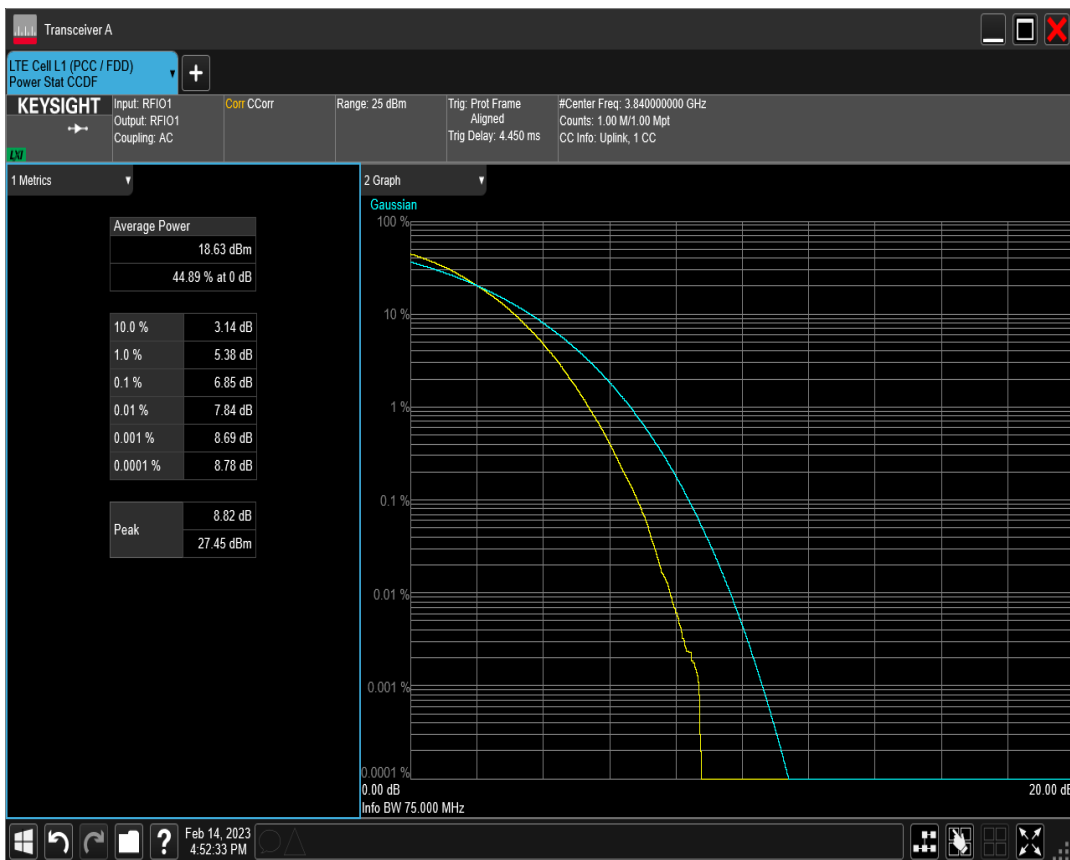 Transceiver A
LTE Cell L1 (PCC / FDD)
Power Stat CCDF
+
KEYSIGHT
LXI
Input: RFIO1
Output: RFIO1
Coupling: AC
Corr CCorr
Range: 25 dBm
Trig: Prot Frame
Aligned
Trig Delay: 4.450 ms
#Center Freq: 3.840000000 GHz
Counts: 1.00 M/1.00 Mpt
CC Info: Uplink, 1 CC
1 Metrics
Average Power
18.63 dBm
44.89 % at 0 dB
10.0 % 3.14 dB
1.0 % 5.38 dB
0.1 % 6.85 dB
0.01 % 7.84 dB
0.001 % 8.69 dB
0.0001 % 8.78 dB
Peak
8.82 dB
27.45 dBm
2 Graph
Gaussian
100 %
10 %
1 %
0.1 %
0.01 %
0.001 %
0.0001 %
0.00 dB
20.00 dB
Info BW 75.000 MHz
?
Feb 14, 2023
4:52:33 PM